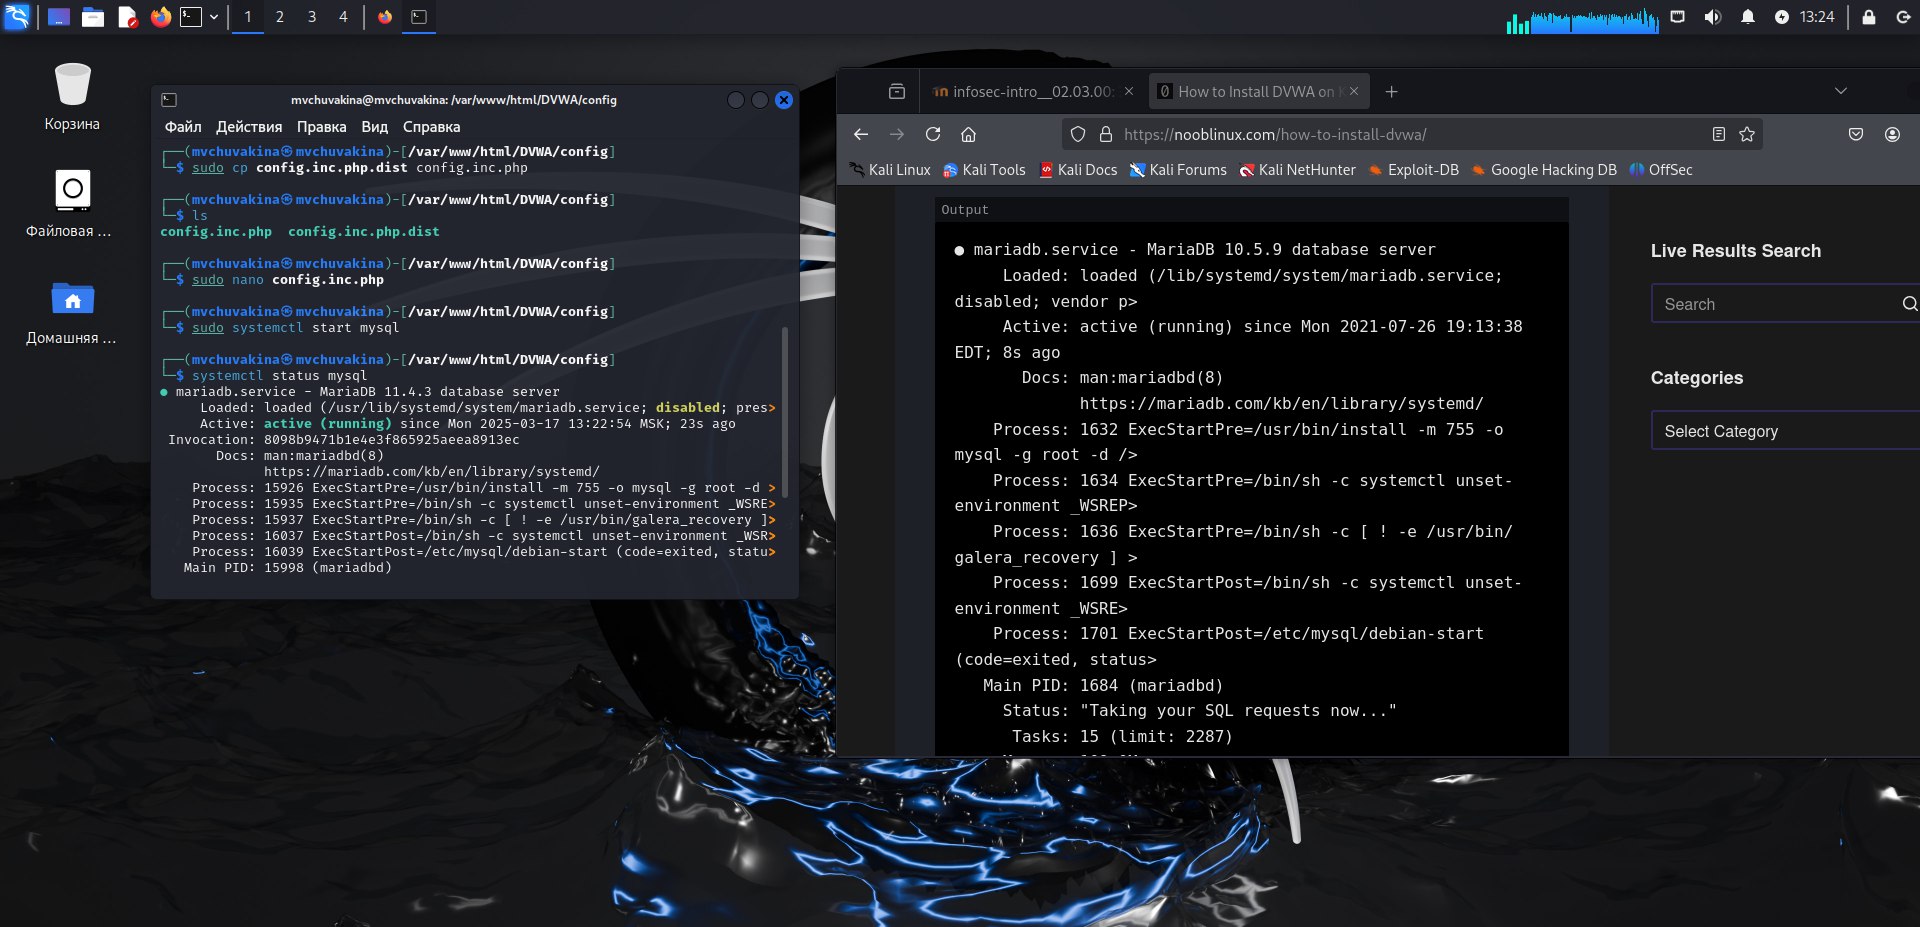 1 2 3 4
13:24
Корзина
Файловая ...
Домашняя ...
mvchuvakina@mvchuvakina: /var/www/html/DVWA/config
Файл Действия Правка Вид Справка
┌──(mvchuvakina㉿mvchuvakina)-[/var/www/html/DVWA/config]
└─$ sudo cp config.inc.php.dist config.inc.php
┌──(mvchuvakina㉿mvchuvakina)-[/var/www/html/DVWA/config]
└─$ ls
config.inc.php  config.inc.php.dist
┌──(mvchuvakina㉿mvchuvakina)-[/var/www/html/DVWA/config]
└─$ sudo nano config.inc.php
┌──(mvchuvakina㉿mvchuvakina)-[/var/www/html/DVWA/config]
└─$ sudo systemctl start mysql
┌──(mvchuvakina㉿mvchuvakina)-[/var/www/html/DVWA/config]
└─$ systemctl status mysql
● mariadb.service - MariaDB 11.4.3 database server
Loaded: loaded (/usr/lib/systemd/system/mariadb.service; disabled; pres>
Active: active (running) since Mon 2025-03-17 13:22:54 MSK; 23s ago
Invocation: 8098b9471b1e4e3f865925aeea8913ec
Docs: man:mariadbd(8)
https://mariadb.com/kb/en/library/systemd/
Process: 15926 ExecStartPre=/usr/bin/install -m 755 -o mysql -g root -d >
Process: 15935 ExecStartPre=/bin/sh -c systemctl unset-environment _WSRE>
Process: 15937 ExecStartPre=/bin/sh -c [ ! -e /usr/bin/galera_recovery ]>
Process: 16037 ExecStartPost=/bin/sh -c systemctl unset-environment _WSR>
Process: 16039 ExecStartPost=/etc/mysql/debian-start (code=exited, statu>
Main PID: 15998 (mariadbd)
infosec-intro__02.03.00:
How to Install DVWA on K
https://nooblinux.com/how-to-install-dvwa/
Kali Linux Kali Tools Kali Docs Kali Forums Kali NetHunter Exploit-DB Google Hacking DB OffSec
Output
● mariadb.service - MariaDB 10.5.9 database server
Loaded: loaded (/lib/systemd/system/mariadb.service;
disabled; vendor p>
Active: active (running) since Mon 2021-07-26 19:13:38
EDT; 8s ago
Docs: man:mariadbd(8)
https://mariadb.com/kb/en/library/systemd/
Process: 1632 ExecStartPre=/usr/bin/install -m 755 -o
mysql -g root -d />
Process: 1634 ExecStartPre=/bin/sh -c systemctl unset-
environment _WSREP>
Process: 1636 ExecStartPre=/bin/sh -c [ ! -e /usr/bin/
galera_recovery ] >
Process: 1699 ExecStartPost=/bin/sh -c systemctl unset-
environment _WSRE>
Process: 1701 ExecStartPost=/etc/mysql/debian-start
(code=exited, status>
Main PID: 1684 (mariadbd)
Status: "Taking your SQL requests now..."
Tasks: 15 (limit: 2287)
Live Results Search
Search
Categories
Select Category